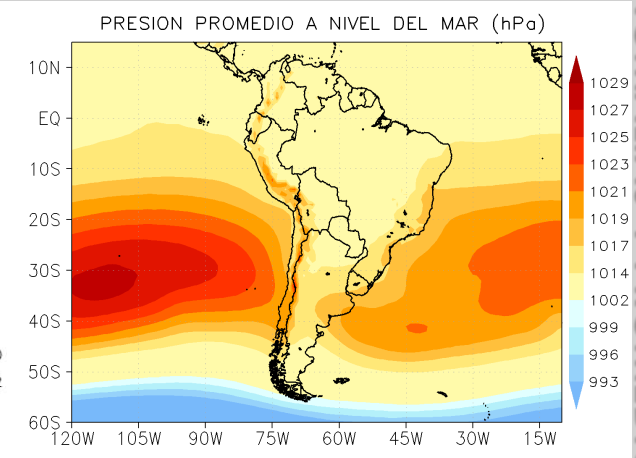 PRESION PROMEDIO A NIVEL DEL MAR (hPa)
10N
EQ
10S
20S
30S
40S
50S
60S
120W 105W 90W 75W 60W 45W 30W 15W
1029
1027
1025
1023
1021
1019
1017
1014
1002
999
996
993